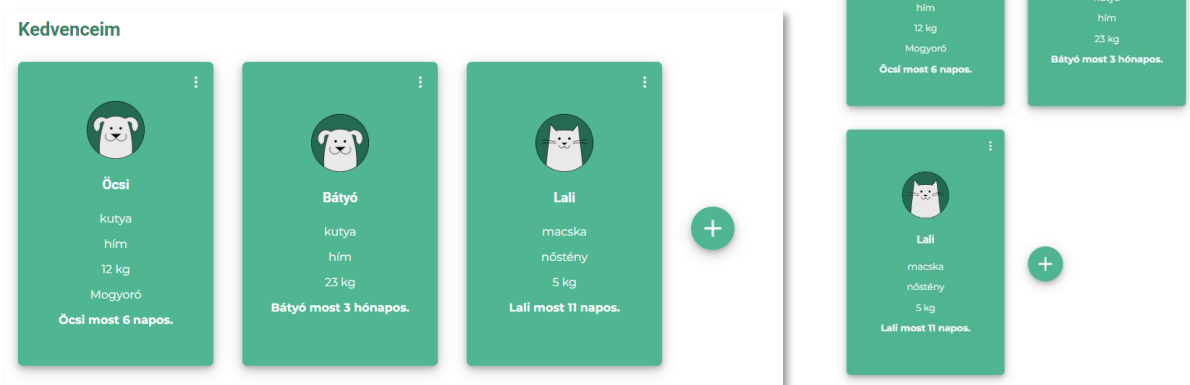 Kedvenceim
Öcsi
kutya
hím
12 kg
Mogyoró
Öcsi most 6 napos.
Bátyó
kutya
hím
23 kg
Bátyó most 3 hónapos.
Lali
macska
nőstény
5 kg
Lali most 11 napos.
hím
12 kg
Mogyoró
Öcsi most 6 napos.
hím
23 kg
Bátyó most 3 hónapos.
Lali
macska
nőstény
5 kg
Lali most 11 napos.